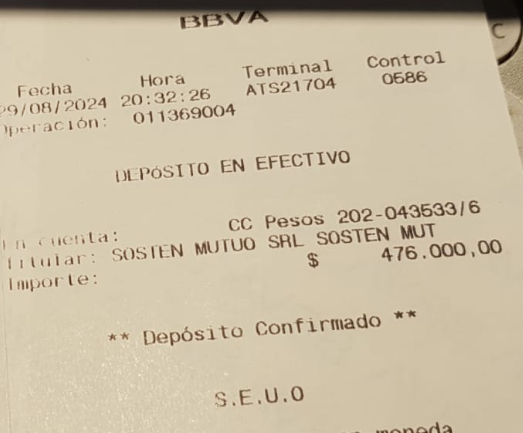 BBVA
Fecha Hora Terminal Control
29/08/2024 20:32:26 ATS21704 0586
Operación: 011369004
DEPÓSITO EN EFECTIVO
En cuenta: CC Pesos 202-043533/6
Titular: SOSTEN MUTUO SRL SOSTEN MUT
Importe: $ 476.000,00
** Depósito Confirmado **
S.E.U.O
moneda